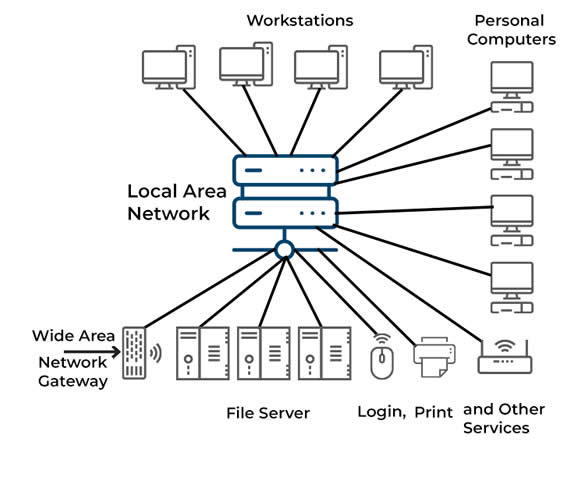 Workstations
Personal
Computers
Local Area
Network
Wide Area
Network
Gateway
File Server
Login, Print and Other
Services